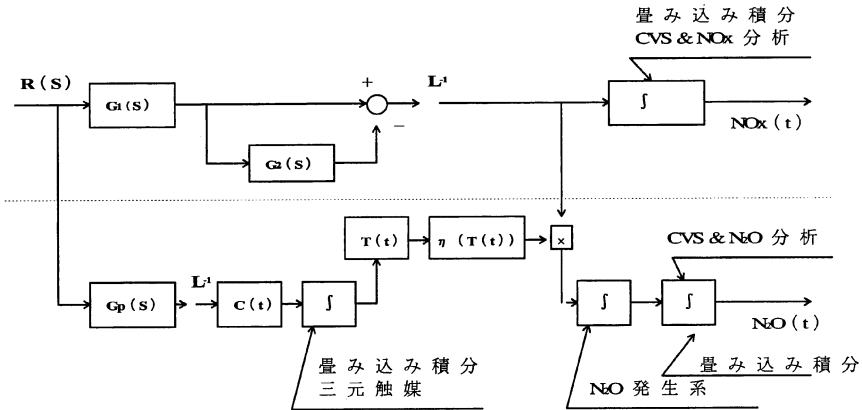 畳み込み積分
CVS & NOx 分析
R(S)
G1(S)
+
−
L-1
∫
NOx(t)
G2(S)
T(t)
η(T(t))
×
CVS & N2O 分析
L-1
Gp(S)
C(t)
∫
∫
∫
N2O(t)
畳み込み積分
三元触媒
畳み込み積分
N2O 発生系